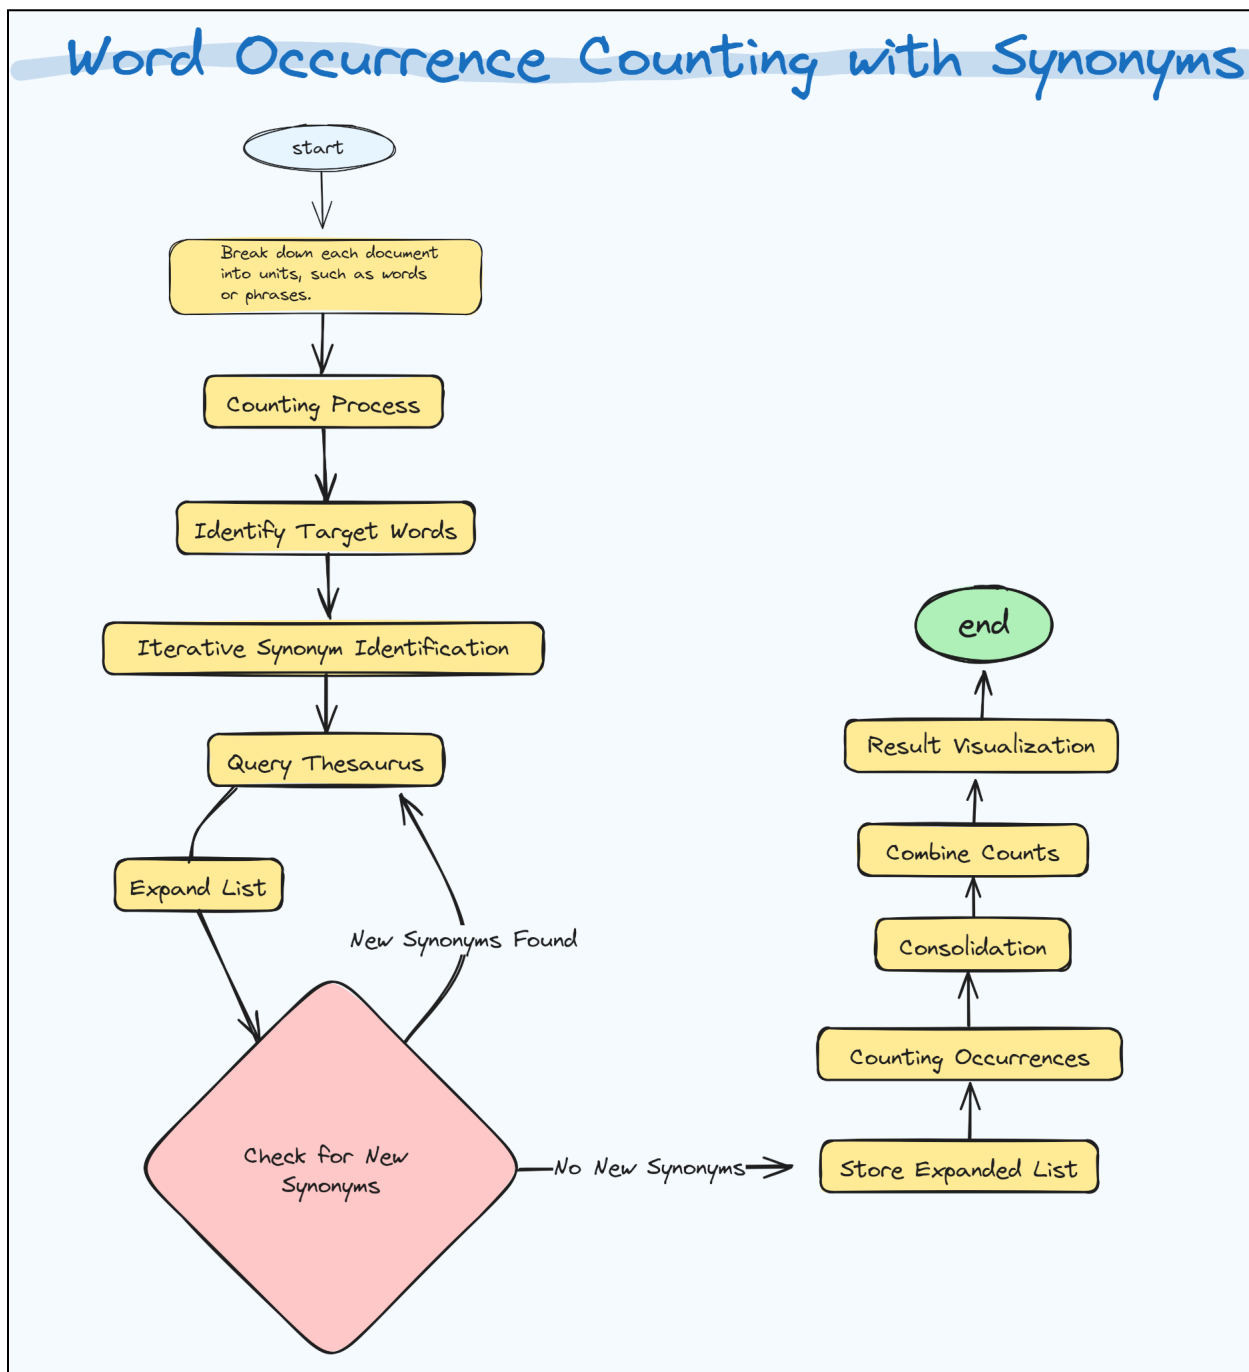 Word Occurrence Counting with Synonyms
start
Break down each document
into units, such as words
or phrases.
Counting Process
Identify Target Words
Iterative Synonym Identification
Query Thesaurus
Expand List
New Synonyms Found
Check for New
Synonyms
No New Synonyms
Store Expanded List
Counting Occurrences
Consolidation
Combine Counts
Result Visualization
end